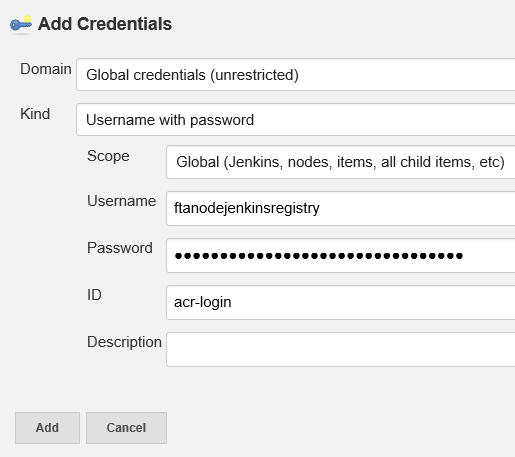 Add Credentials
Domain Global credentials (unrestricted)
Kind Username with password
Scope Global (Jenkins, nodes, items, all child items, etc)
Username ftanodejenkinsregistry
Password ●●●●●●●●●●●●●●●●●●●●●●●●●●●●●●●●
ID acr-login
Description
Add Cancel